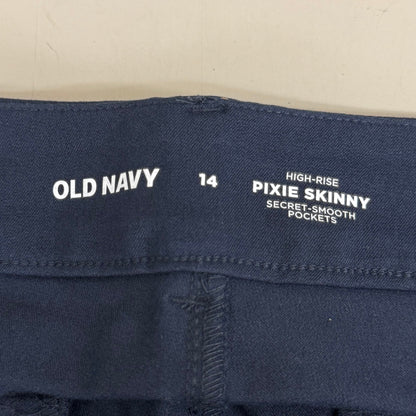 OLD NAVY
14
HIGH-RISE
PIXIE SKINNY
SECRET-SMOOTH
POCKETS